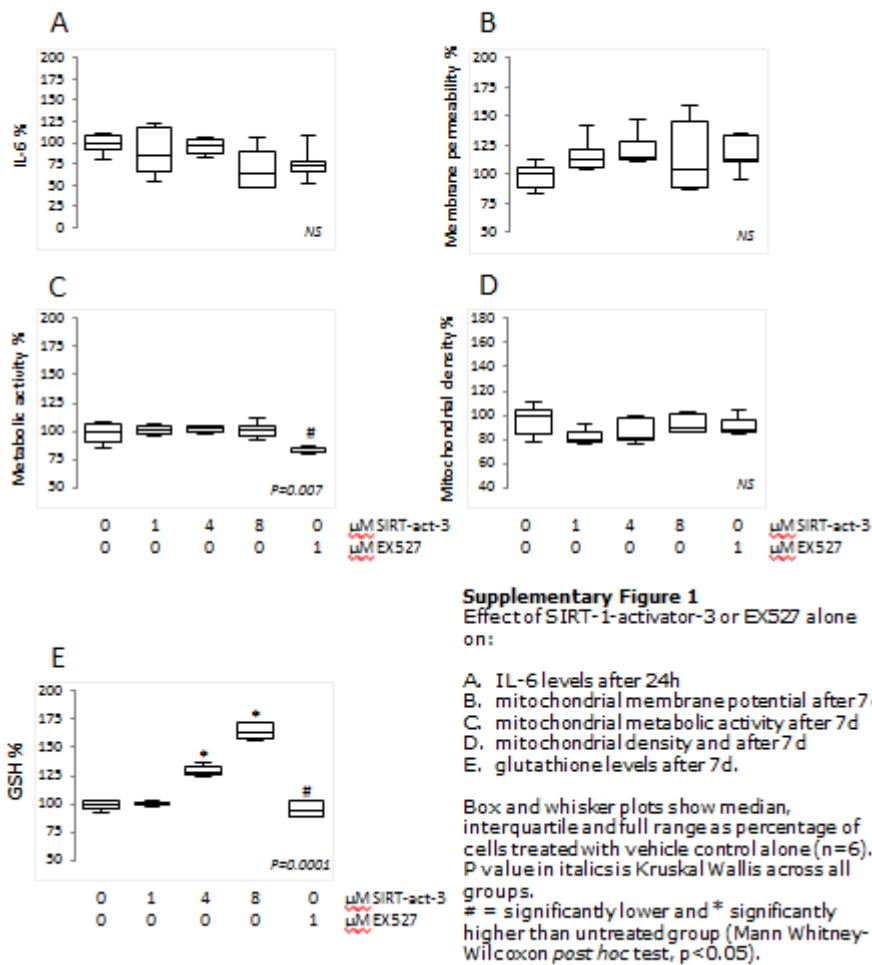 A
IL-6 %
200
175
150
125
100
75
50
25
0
NS
B
Membrane permeability %
200
175
150
125
100
75
50
NS
C
Metabolic activity %
200
175
150
125
100
75
50
#
P=0.007
0 1 4 8 0 µM SIRT-act-3
0 0 0 0 1 µM EX527
D
Mitochondrial density %
180
160
140
120
100
80
60
40
NS
0 1 4 8 0 µM SIRT-act-3
0 0 0 0 1 µM EX527
E
GSH %
200
175
150
125
100
75
50
*
*
#
P=0.0001
0 1 4 8 0 µM SIRT-act-3
0 0 0 0 1 µM EX527
Supplementary Figure 1
Effect of SIRT-1-activator-3 or EX527 alone
on:
A. IL-6 levels after 24h
B. mitochondrial membrane potential after 7
C. mitochondrial metabolic activity after 7d
D. mitochondrial density and after 7d
E. glutathione levels after 7d.
Box and whisker plots show median,
interquartile and full range as percentage of
cells treated with vehicle control alone (n=6).
P value in italics is Kruskal Wallis across all
groups.
# = significantly lower and * significantly
higher than untreated group (Mann Whitney-
Wilcoxon post hoc test, p<0.05).